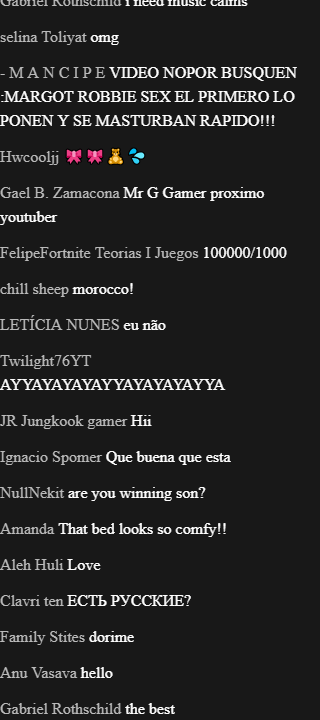 Gabriel Rothschild i need music calms
selina Toliyat omg
- M A N C I P E VIDEO NOPOR BUSQUEN
:MARGOT ROBBIE SEX EL PRIMERO LO
PONEN Y SE MASTURBAN RAPIDO!!!
Hwcooljj 🎀🎀🧸💦
Gael B. Zamacona Mr G Gamer proximo
youtuber
FelipeFortnite Teorias I Juegos 100000/1000
chill sheep morocco!
LETÍCIA NUNES eu não
Twilight76YT
AYYAYAYAYAYYAYAYAYAYYA
JR Jungkook gamer Hii
Ignacio Spomer Que buena que esta
NullNekit are you winning son?
Amanda That bed looks so comfy!!
Aleh Huli Love
Clavri ten ЕСТЬ РУССКИЕ?
Family Stites dorime
Anu Vasava hello
Gabriel Rothschild the best